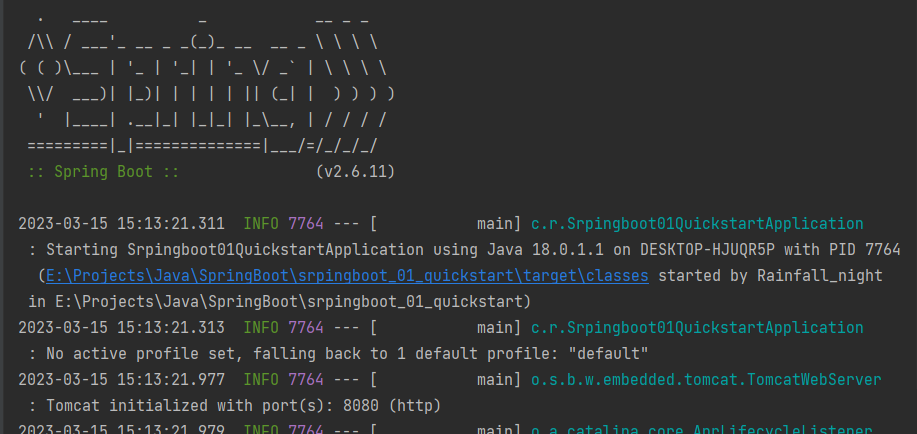 .   ____          _            __ _ _
 /\\ / ___'_ __ _ _(_)_ __  __ _ \ \ \ \
( ( )\___ | '_ | '_| | '_ \/ _` | \ \ \ \
 \\/  ___)| |_)| | | | | || (_| |  ) ) ) )
  '  |____| .__|_| |_|_| |_\__, | / / / /
 =========|_|==============|___/=/_/_/_/
 :: Spring Boot ::               (v2.6.11)
2023-03-15 15:13:21.311  INFO 7764 --- [           main] c.r.Srpingboot01QuickstartApplication
 : Starting Srpingboot01QuickstartApplication using Java 18.0.1.1 on DESKTOP-HJUQR5P with PID 7764
  (E:\Projects\Java\SpringBoot\srpingboot_01_quickstart\target\classes started by Rainfall_night
 in E:\Projects\Java\SpringBoot\srpingboot_01_quickstart)
2023-03-15 15:13:21.313  INFO 7764 --- [           main] c.r.Srpingboot01QuickstartApplication
 : No active profile set, falling back to 1 default profile: "default"
2023-03-15 15:13:21.977  INFO 7764 --- [           main] o.s.b.w.embedded.tomcat.TomcatWebServer
 : Tomcat initialized with port(s): 8080 (http)
2023-03-15 15:13:21.979  INFO 7764 --- [           main] o.a.catalina.core.AprLifecycleListener